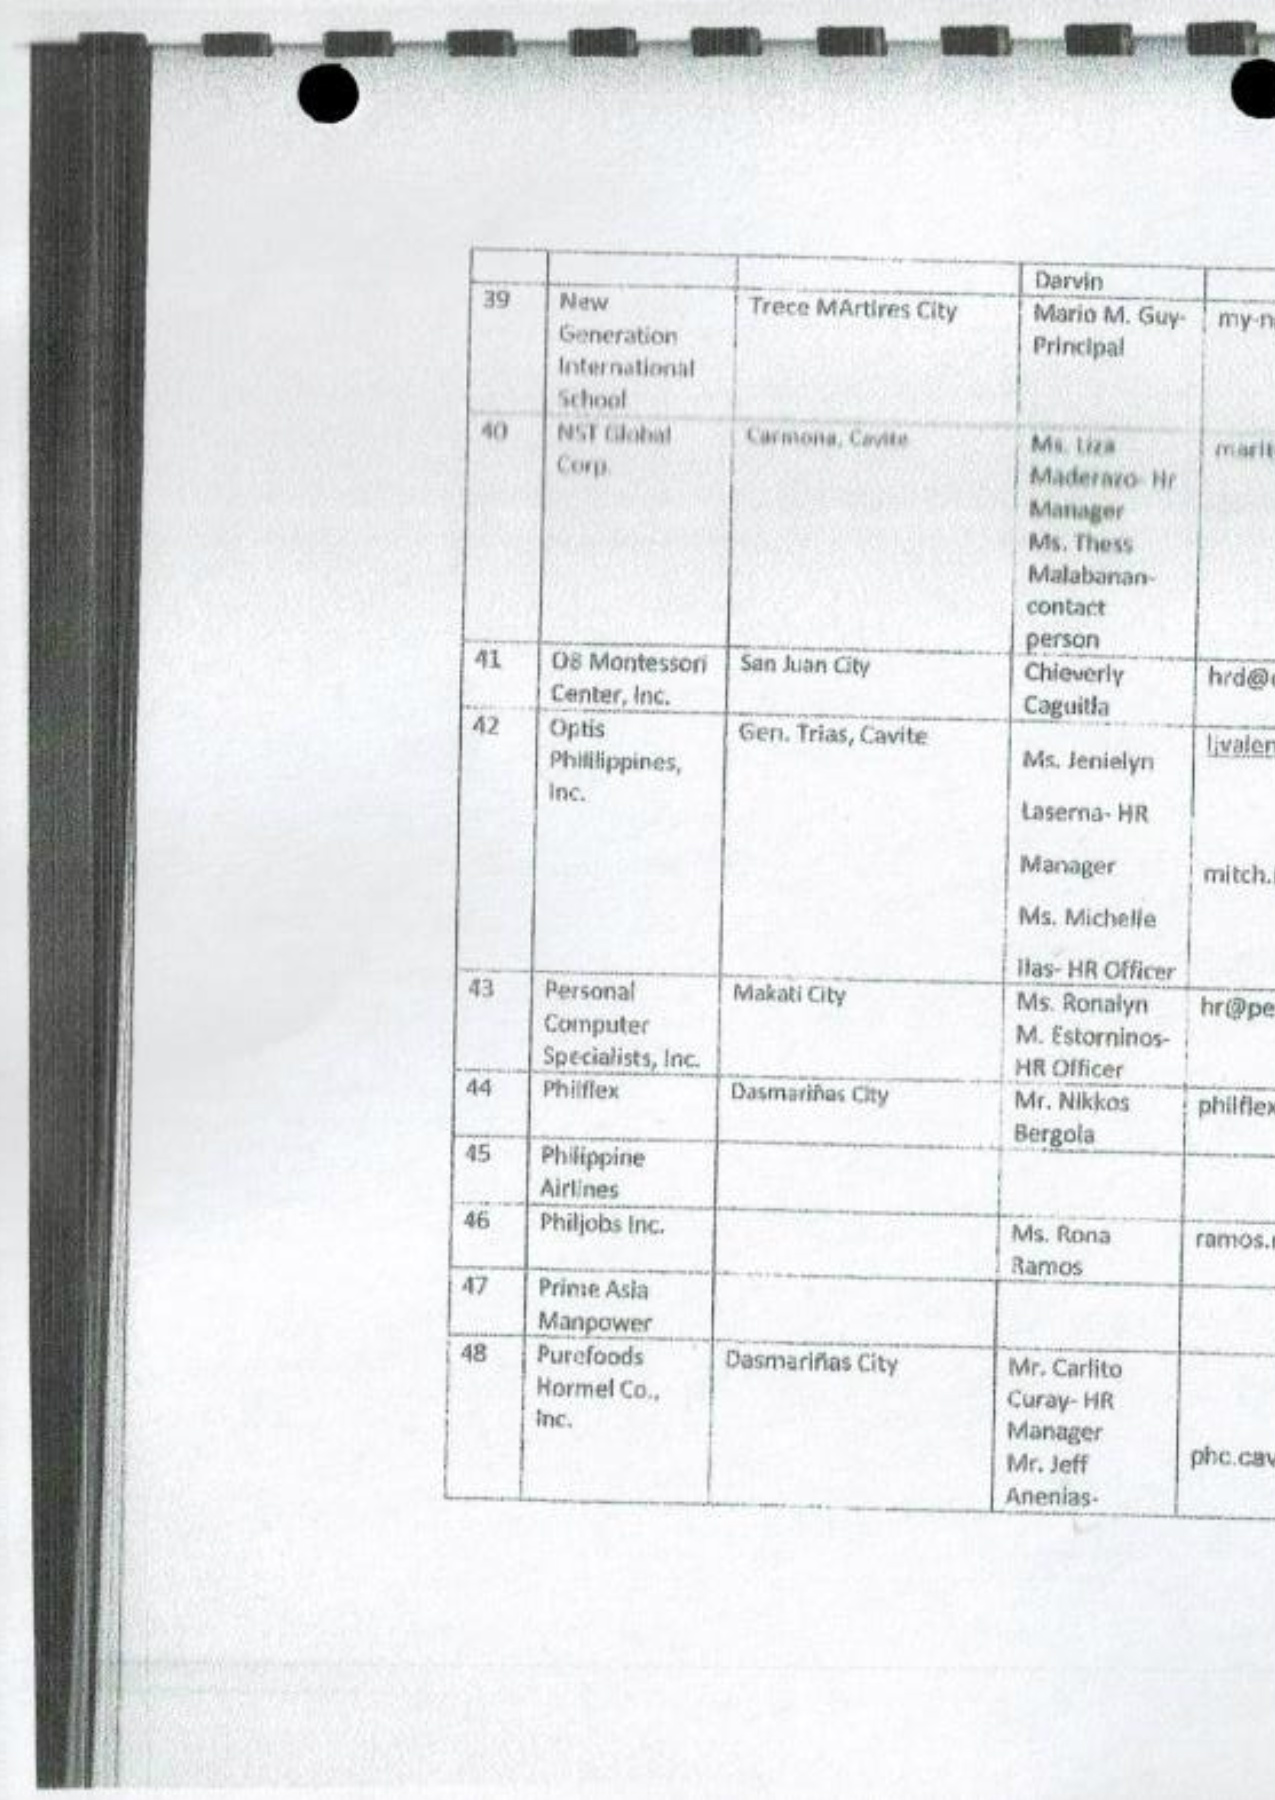 Darvin
39 New Trece MArtires City Mario M. Guy- my-n
Generation Principal
International
School
40 NST Global Carmona, Cavite Ms. Liza marit
Corp. Maderazo- Hr
Manager
Ms. Thess
Malabanan-
contact
person
41 O8 Montessori San Juan City Chieverly hrd@
Center, Inc. Caguitla
42 Optis Gen. Trias, Cavite ljvalen
Phililippines, Ms. Jenielyn
Inc. Laserna- HR
Manager mitch.
Ms. Michelle
Ilas- HR Officer
43 Personal Makati City Ms. Ronalyn hr@pe
Computer M. Estorninos-
Specialists, Inc. HR Officer
44 Philflex Dasmariñas City Mr. Nikkos philflex
Bergola
45 Philippine
Airlines
46 Philjobs Inc. Ms. Rona ramos.
Ramos
47 Prime Asia
Manpower
48 Purefoods Dasmariñas City Mr. Carlito
Hormel Co., Curay- HR
Inc. Manager
Mr. Jeff phc.cav
Anenias-